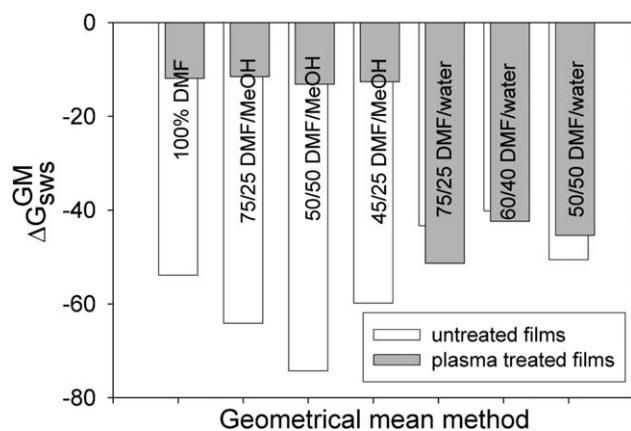 0
-20
-40
-60
-80
ΔG GM sws
100% DMF
75/25 DMF/MeOH
50/50 DMF/MeOH
45/25 DMF/MeOH
75/25 DMF/water
60/40 DMF/water
50/50 DMF/water
untreated films
plasma treated films
Geometrical mean method